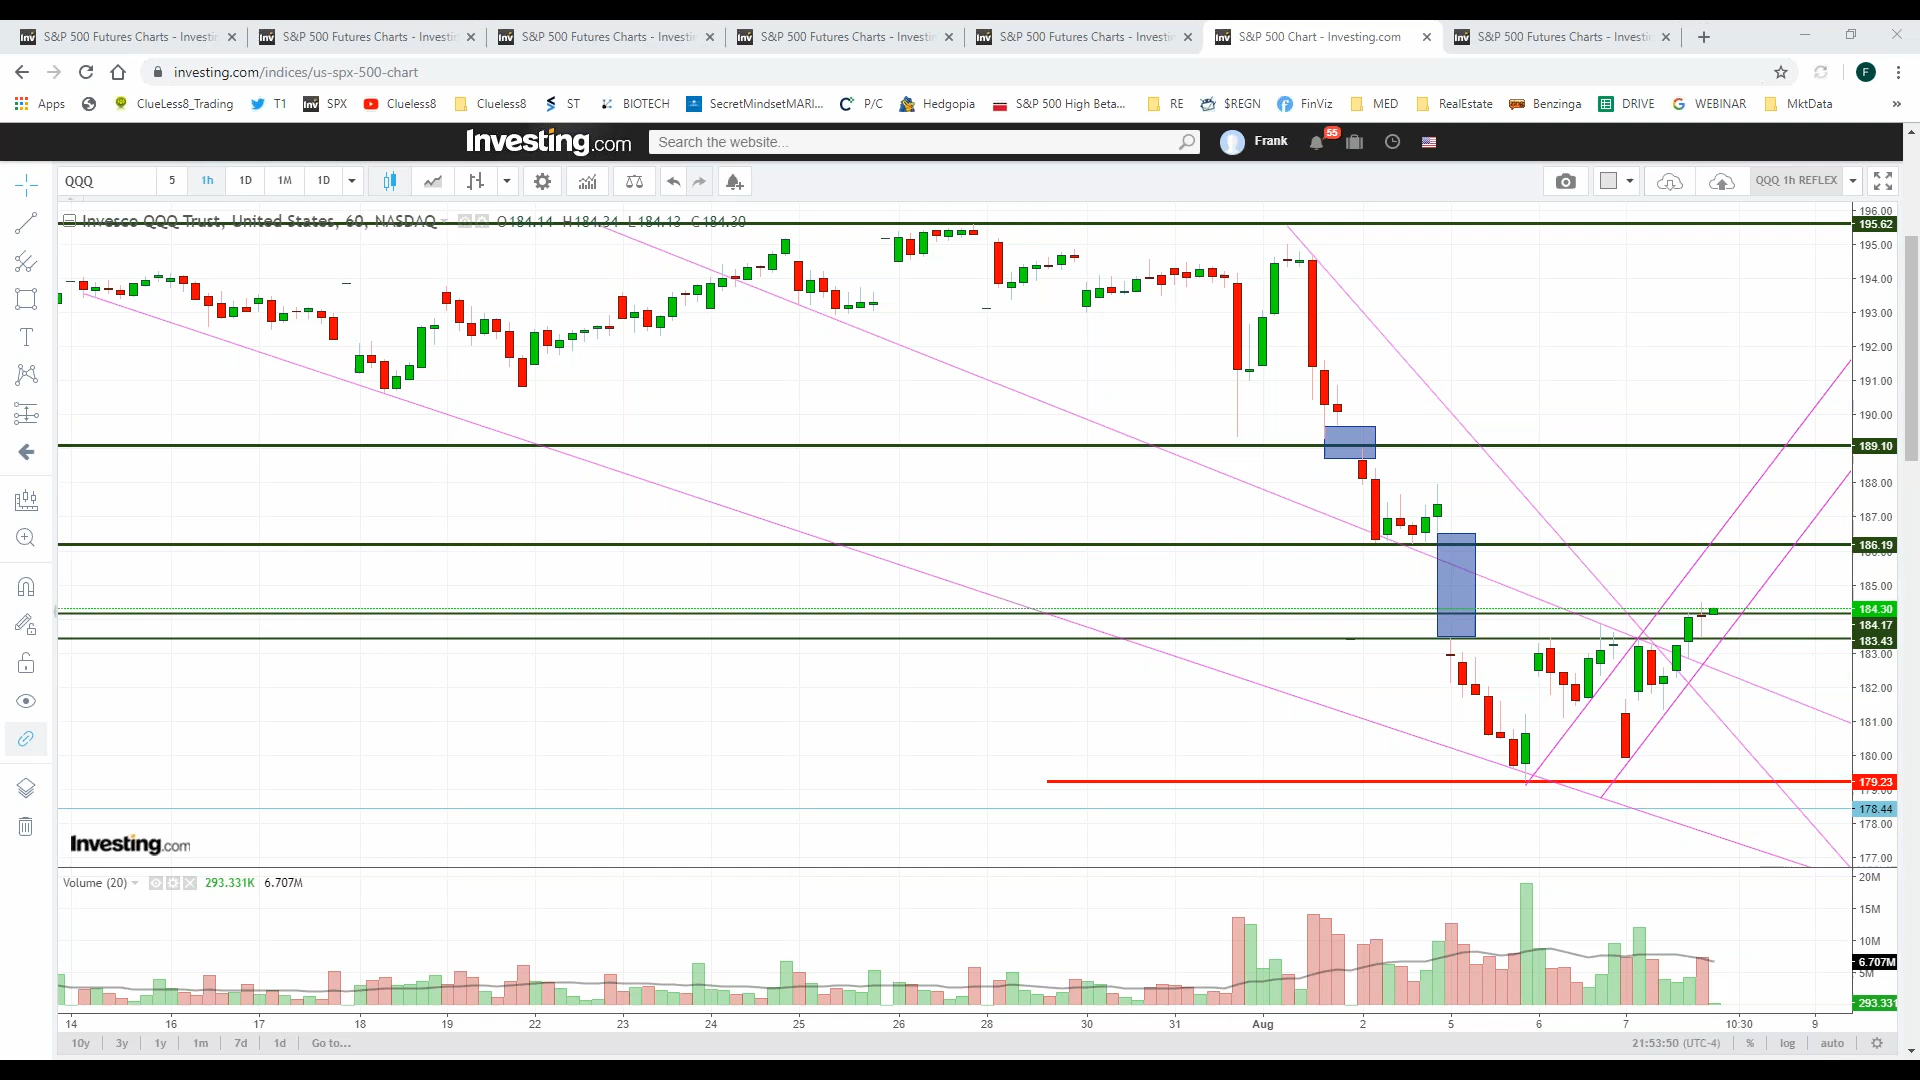 S&P 500 Futures Charts - Investi
S&P 500 Futures Charts - Investi
S&P 500 Futures Charts - Investi
S&P 500 Futures Charts - Investi
S&P 500 Futures Charts - Investi
S&P 500 Chart - Investing.com
S&P 500 Futures Charts - Investi
investing.com/indices/us-spx-500-chart
F
Apps ClueLess8_Trading T1 SPX Clueless8 Clueless8 ST BIOTECH SecretMindsetMARI... P/C Hedgopia S&P 500 High Beta... RE $REGN FinViz MED RealEstate Benzinga DRIVE WEBINAR MktData »
Investing.com Search the website... Frank 55
QQQ 5 1h 1D 1M 1D QQQ 1h REFLEX
Invesco QQQ Trust, United States, 60, NASDAQ O184.14 H184.34 L184.13 C184.30
196.00
195.62
195.00
194.00
193.00
192.00
191.00
190.00
189.10
188.00
187.00
186.19
186.00
185.00
184.30
184.17
183.43
183.00
182.00
181.00
180.00
179.23
179.00
178.44
178.00
177.00
Investing.com
Volume (20) 293.331K 6.707M
20M
15M
10M
6.707M
5M
293.331
14 16 17 18 19 22 23 24 25 26 28 30 31 Aug 2 5 6 7 10:30 9
10y 3y 1y 1m 7d 1d Go to... 21:53:50 (UTC-4) % log auto